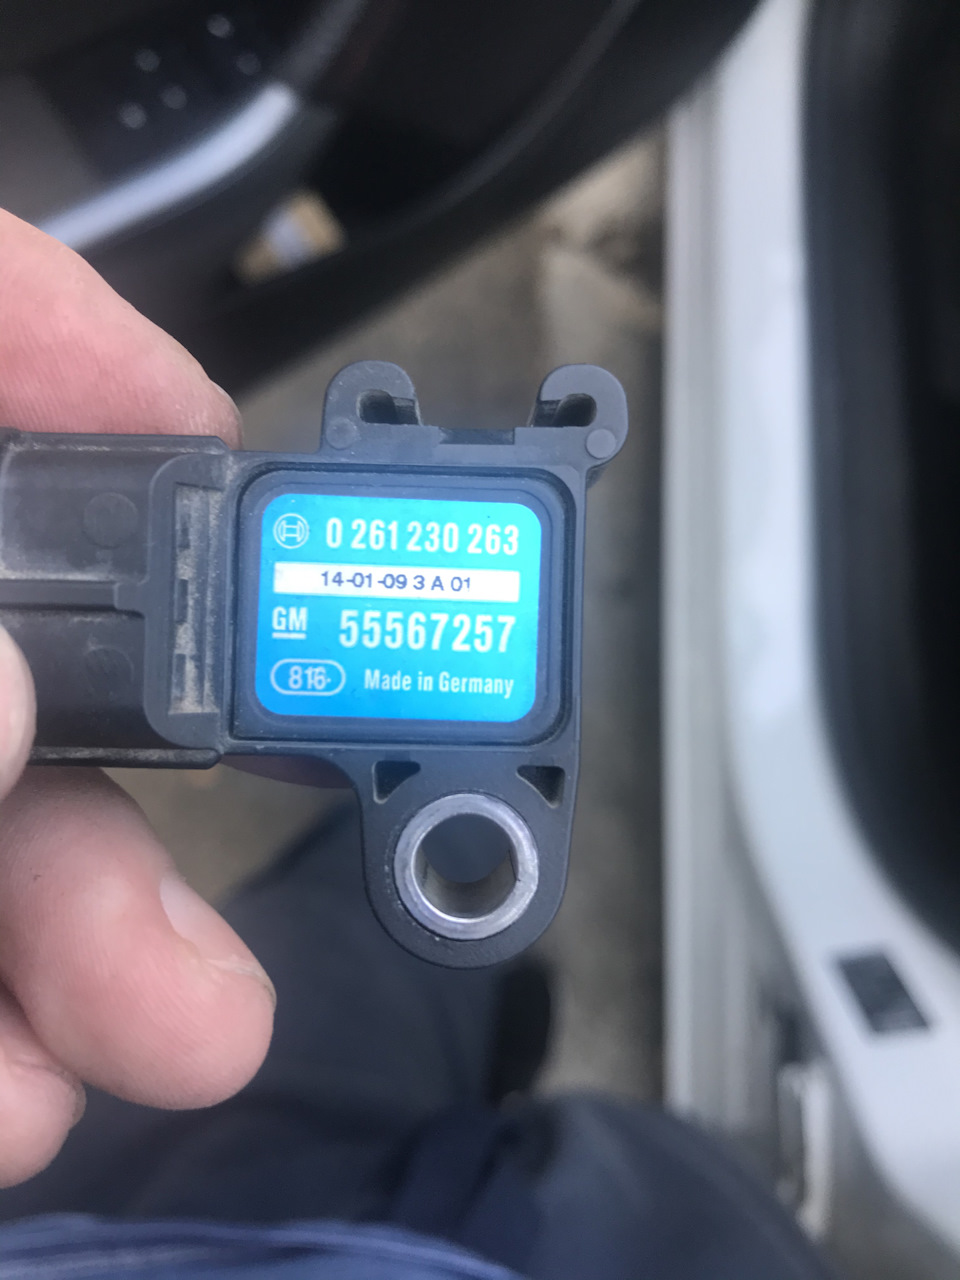 0 261 230 263
14-01-09 3 A 01
GM 55567257
816 Made in Germany